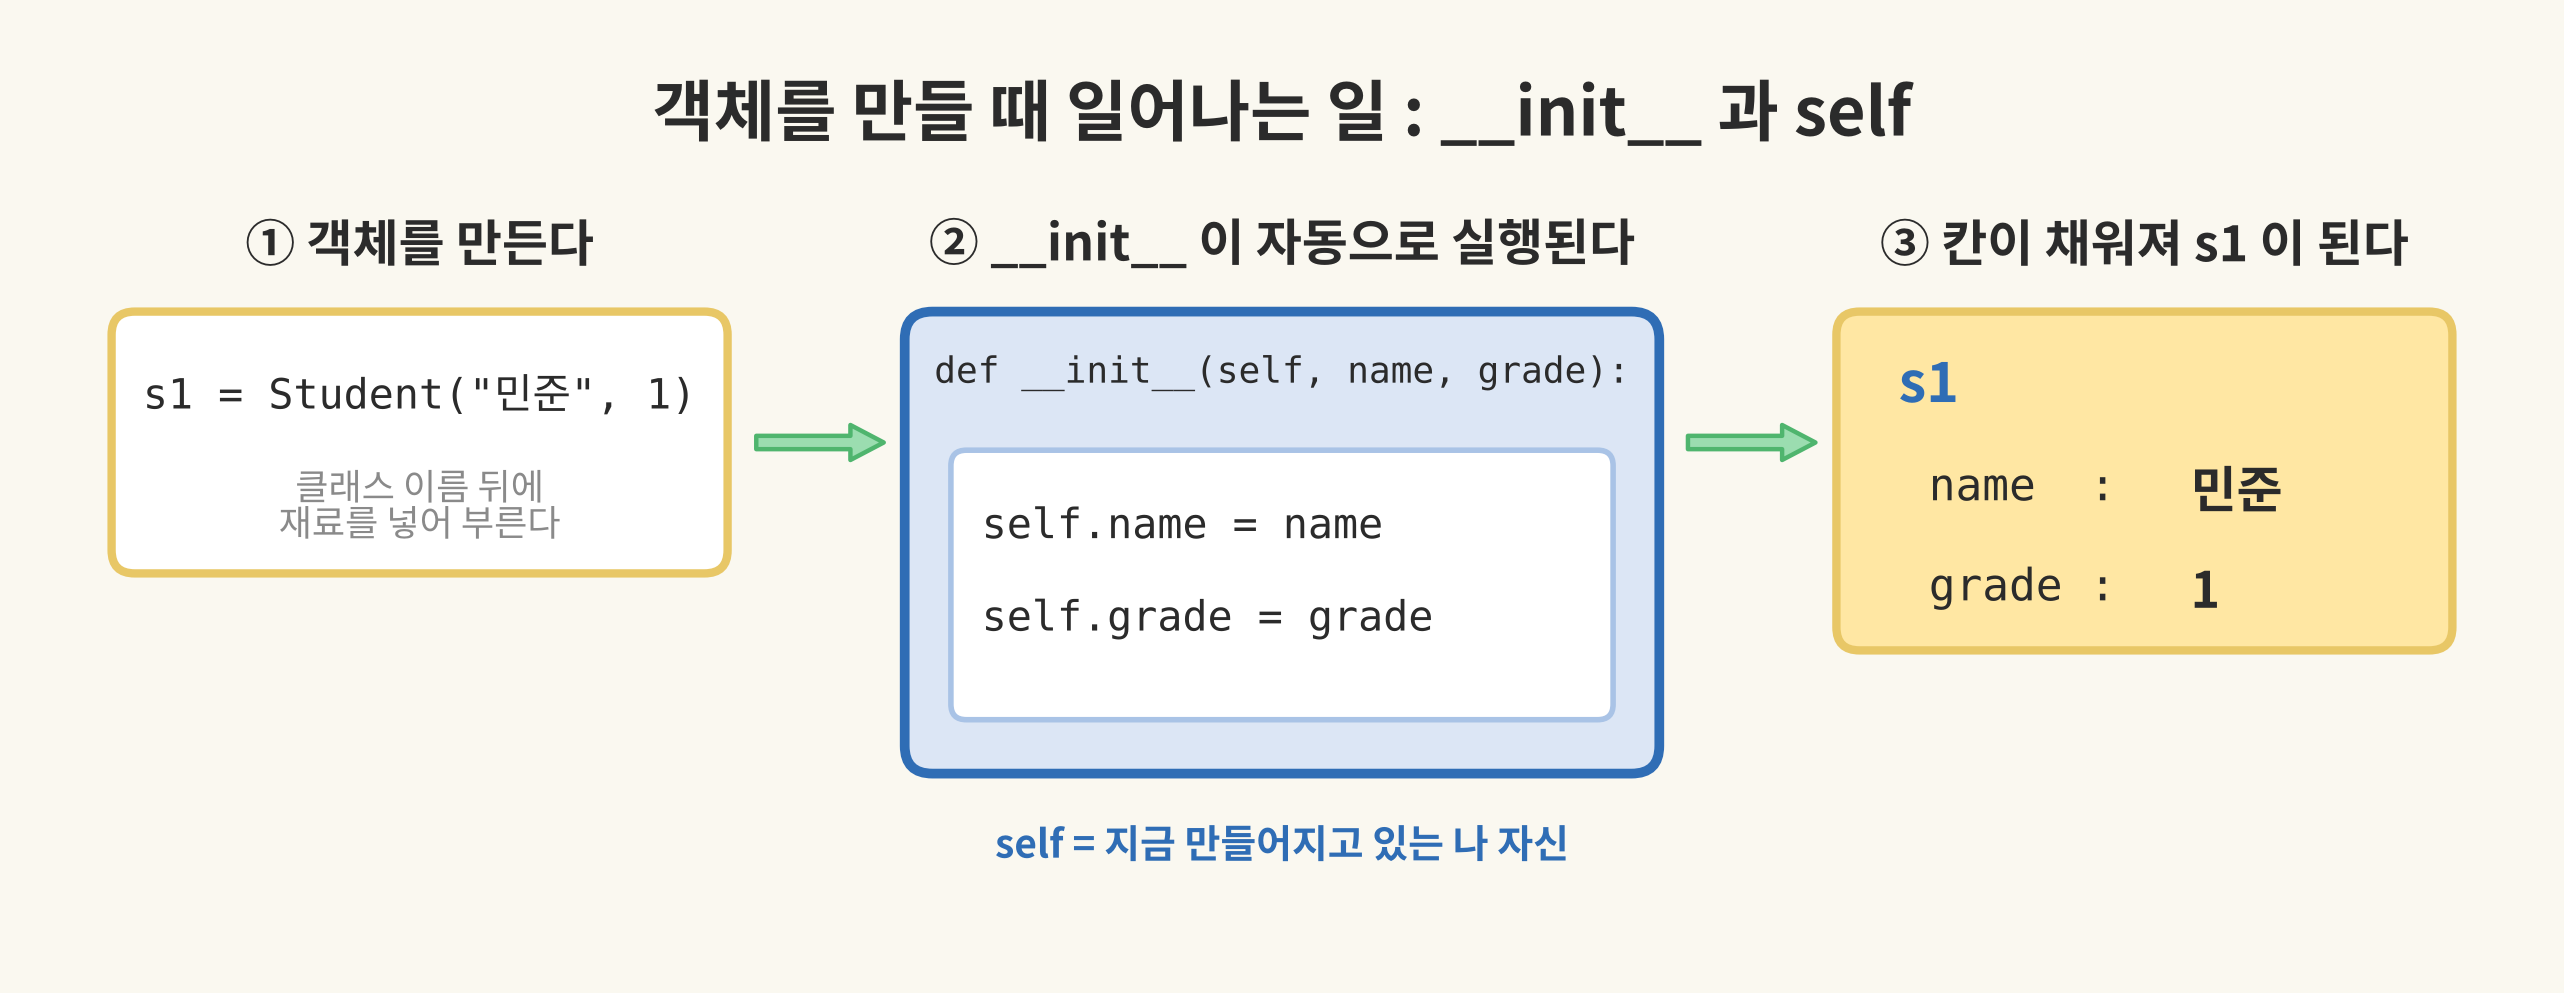 객체를 만들 때 일어나는 일 : __init__ 과 self
① 객체를 만든다
s1 = Student("민준", 1)
클래스 이름 뒤에
재료를 넣어 부른다
② __init__ 이 자동으로 실행된다
def __init__(self, name, grade):
self.name = name
self.grade = grade
self = 지금 만들어지고 있는 나 자신
③ 칸이 채워져 s1 이 된다
s1
name : 민준
grade : 1